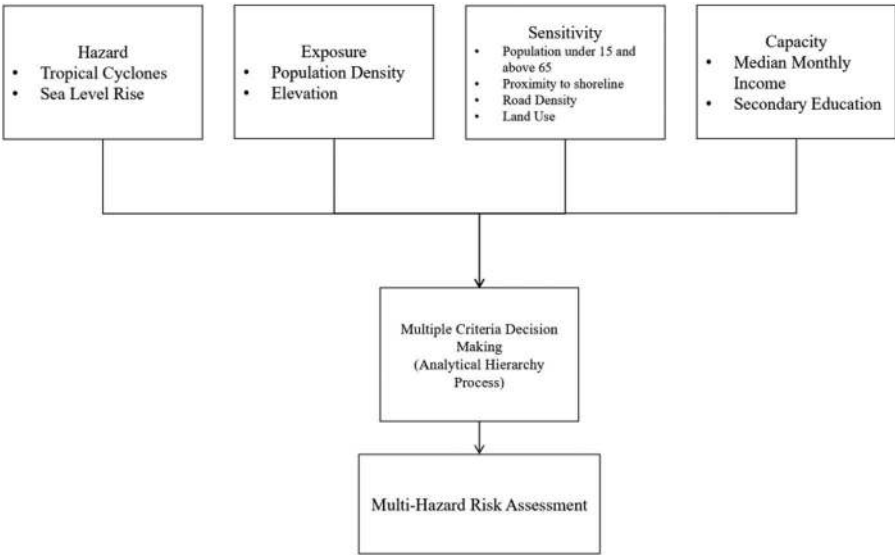 Hazard
• Tropical Cyclones
• Sea Level Rise
Exposure
• Population Density
• Elevation
Sensitivity
• Population under 15 and
above 65
• Proximity to shoreline
• Road Density
• Land Use
Capacity
• Median Monthly
Income
• Secondary Education
Multiple Criteria Decision
Making
(Analytical Hierarchy
Process)
Multi-Hazard Risk Assessment